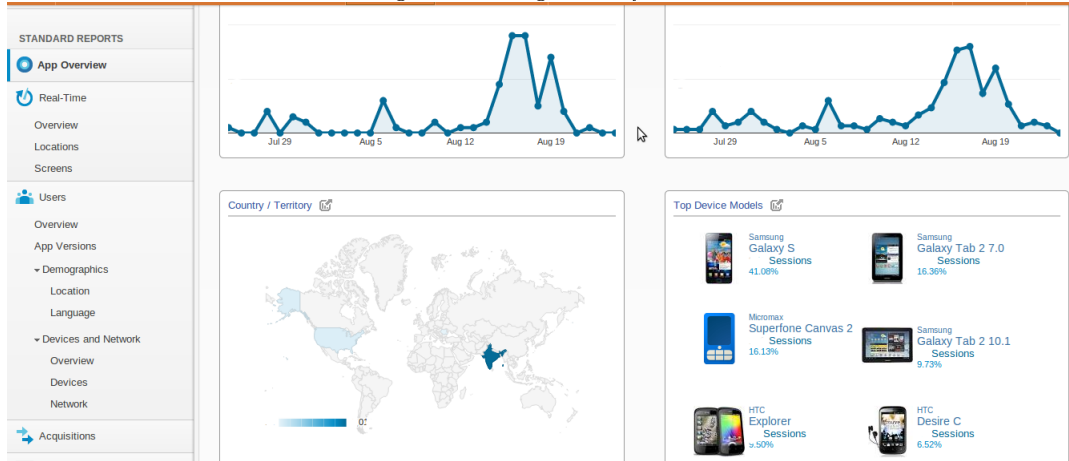 STANDARD REPORTS
App Overview
Real-Time
Overview
Locations
Screens
Users
Overview
App Versions
Demographics
Location
Language
Devices and Network
Overview
Devices
Network
Acquisitions
Jul 29 Aug 5 Aug 12 Aug 19
Jul 29 Aug 5 Aug 12 Aug 19
Country / Territory
Top Device Models
Samsung
Galaxy S
Sessions
41.08%
Samsung
Galaxy Tab 2 7.0
Sessions
16.36%
Micromax
Superfone Canvas 2
Sessions
16.13%
Samsung
Galaxy Tab 2 10.1
Sessions
9.73%
HTC
Explorer
Sessions
HTC
Desire C
Sessions
6.52%